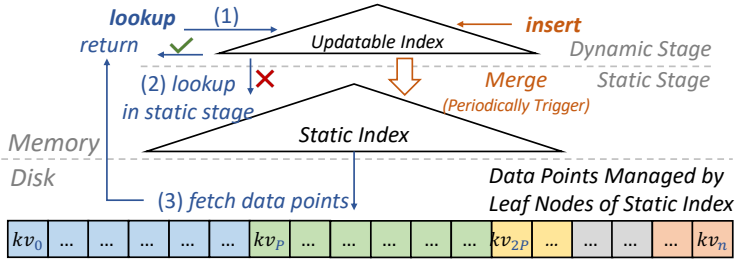 lookup (1)
insert
return
Updatable Index
Dynamic Stage
(2) lookup
in static stage
Merge
(Periodically Trigger)
Static Stage
Static Index
Memory
Disk
(3) fetch data points
Data Points Managed by
Leaf Nodes of Static Index
kv0 ... ... ... ... ... kvP ... ... ... ... ... kv2P ... ... ... ... kvn